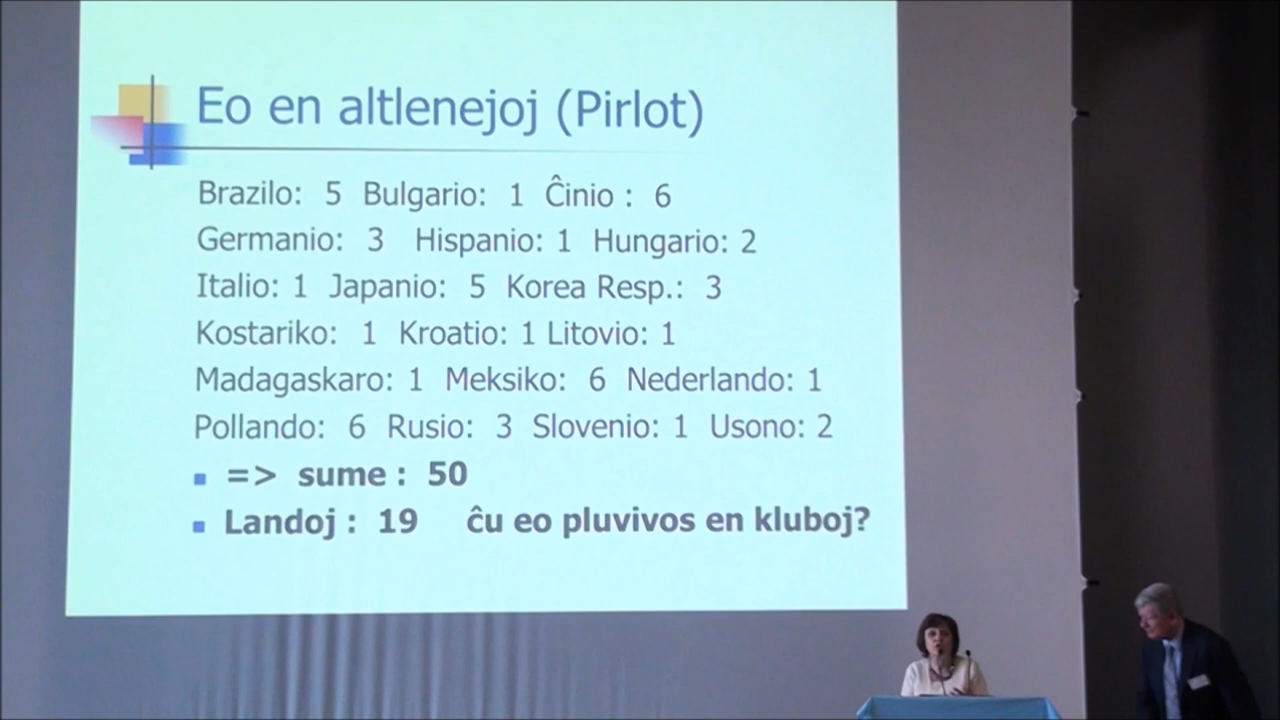 Eo en altlenejoj (Pirlot)
Brazilo: 5 Bulgario: 1 Ĉinio : 6
Germanio: 3 Hispanio: 1 Hungario: 2
Italio: 1 Japanio: 5 Korea Resp.: 3
Kostariko: 1 Kroatio: 1 Litovio: 1
Madagaskaro: 1 Meksiko: 6 Nederlando: 1
Pollando: 6 Rusio: 3 Slovenio: 1 Usono: 2
=> sume : 50
Landoj : 19 ĉu eo pluvivos en kluboj?